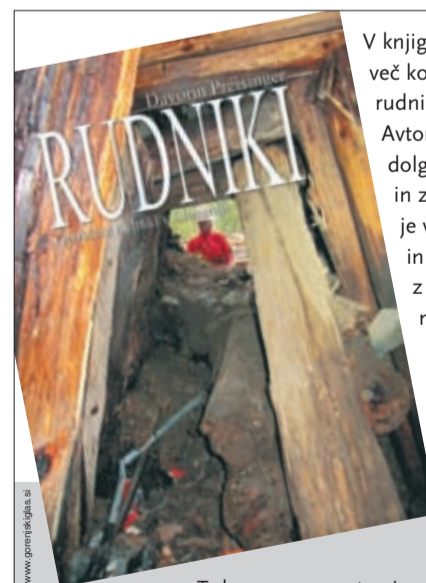 Davorin Preisinger
RUDNIKI
V knjig
več ko
rudni
Avtor
dolg
in z
je v
in
z
r
www.gorenjskiglas.si